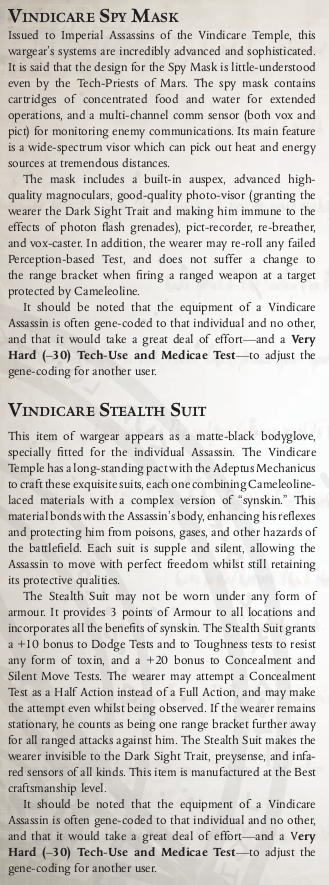 Vindicare Spy Mask
Issued to Imperial Assassins of the Vindicare Temple, this
wargear's systems are incredibly advanced and sophisticated.
It is said that the design for the Spy Mask is little-understood
even by the Tech-Priests of Mars. The spy mask contains
cartridges of concentrated food and water for extended
operations, and a multi-channel comm sensor (both vox and
pict) for monitoring enemy communications. Its main feature
is a wide-spectrum visor which can pick out heat and energy
sources at tremendous distances.
The mask includes a built-in auspex, advanced high-
quality magnoculars, good-quality photo-visor (granting the
wearer the Dark Sight Trait and making him immune to the
effects of photon flash grenades), pict-recorder, re-breather,
and vox-caster. In addition, the wearer may re-roll any failed
Perception-based Test, and does not suffer a change to
the range bracket when firing a ranged weapon at a target
protected by Cameleoline.
It should be noted that the equipment of a Vindicare
Assassin is often gene-coded to that individual and no other,
and that it would take a great deal of effort—and a Very
Hard (–30) Tech-Use and Medicae Test—to adjust the
gene-coding for another user.
Vindicare Stealth Suit
This item of wargear appears as a matte-black bodyglove,
specially fitted for the individual Assassin. The Vindicare
Temple has a long-standing pact with the Adeptus Mechanicus
to craft these exquisite suits, each one combining Cameleoline-
laced materials with a complex version of “synskin.” This
material bonds with the Assassin's body, enhancing his reflexes
and protecting him from poisons, gases, and other hazards of
the battlefield. Each suit is supple and silent, allowing the
Assassin to move with perfect freedom whilst still retaining
its protective qualities.
The Stealth Suit may not be worn under any form of
armour. It provides 3 points of Armour to all locations and
incorporates all the benefits of synskin. The Stealth Suit grants
a +10 bonus to Dodge Tests and to Toughness tests to resist
any form of toxin, and a +20 bonus to Concealment and
Silent Move Tests. The wearer may attempt a Concealment
Test as a Half Action instead of a Full Action, and may make
the attempt even whilst being observed. If the wearer remains
stationary, he counts as being one range bracket further away
for all ranged attacks against him. The Stealth Suit makes the
wearer invisible to the Dark Sight Trait, preysense, and infa-
red sensors of all kinds. This item is manufactured at the Best
craftsmanship level.
It should be noted that the equipment of a Vindicare
Assassin is often gene-coded to that individual and no other,
and that it would take a great deal of effort—and a Very
Hard (–30) Tech-Use and Medicae Test—to adjust the
gene-coding for another user.